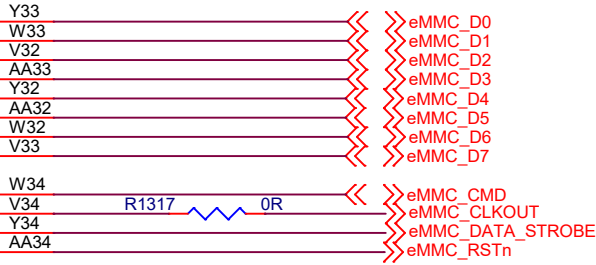 Y33 eMMC_D0
W33 eMMC_D1
V32 eMMC_D2
AA33 eMMC_D3
Y32 eMMC_D4
AA32 eMMC_D5
W32 eMMC_D6
V33 eMMC_D7
W34 eMMC_CMD
V34 R1317 0R eMMC_CLKOUT
Y34 eMMC_DATA_STROBE
AA34 eMMC_RSTn